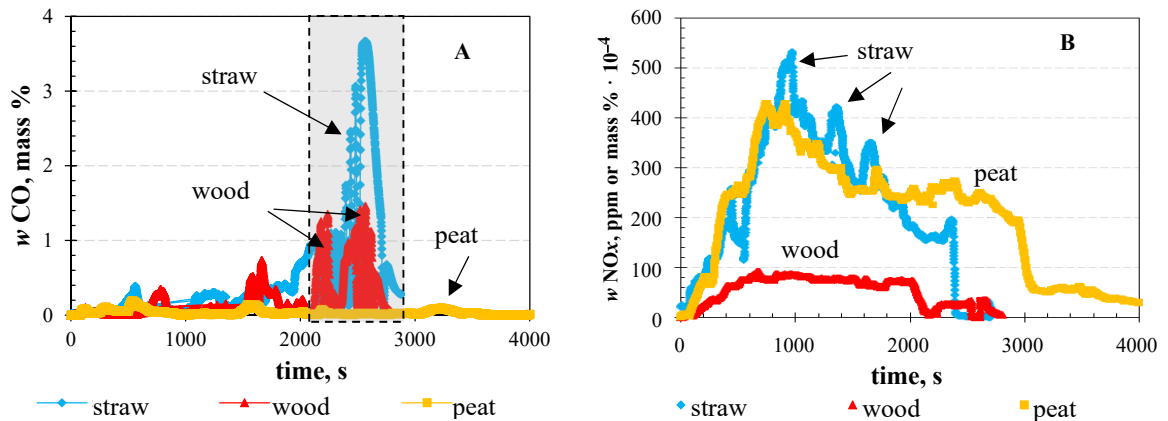 4
3
2
1
0
w CO, mass %
A
straw
wood
peat
0 1000 2000 3000 4000
time, s
straw wood peat
600
500
400
300
200
100
0
w NOx, ppm or mass % · 10⁻⁴
B
straw
peat
wood
0 1000 2000 3000 4000
time, s
straw wood peat